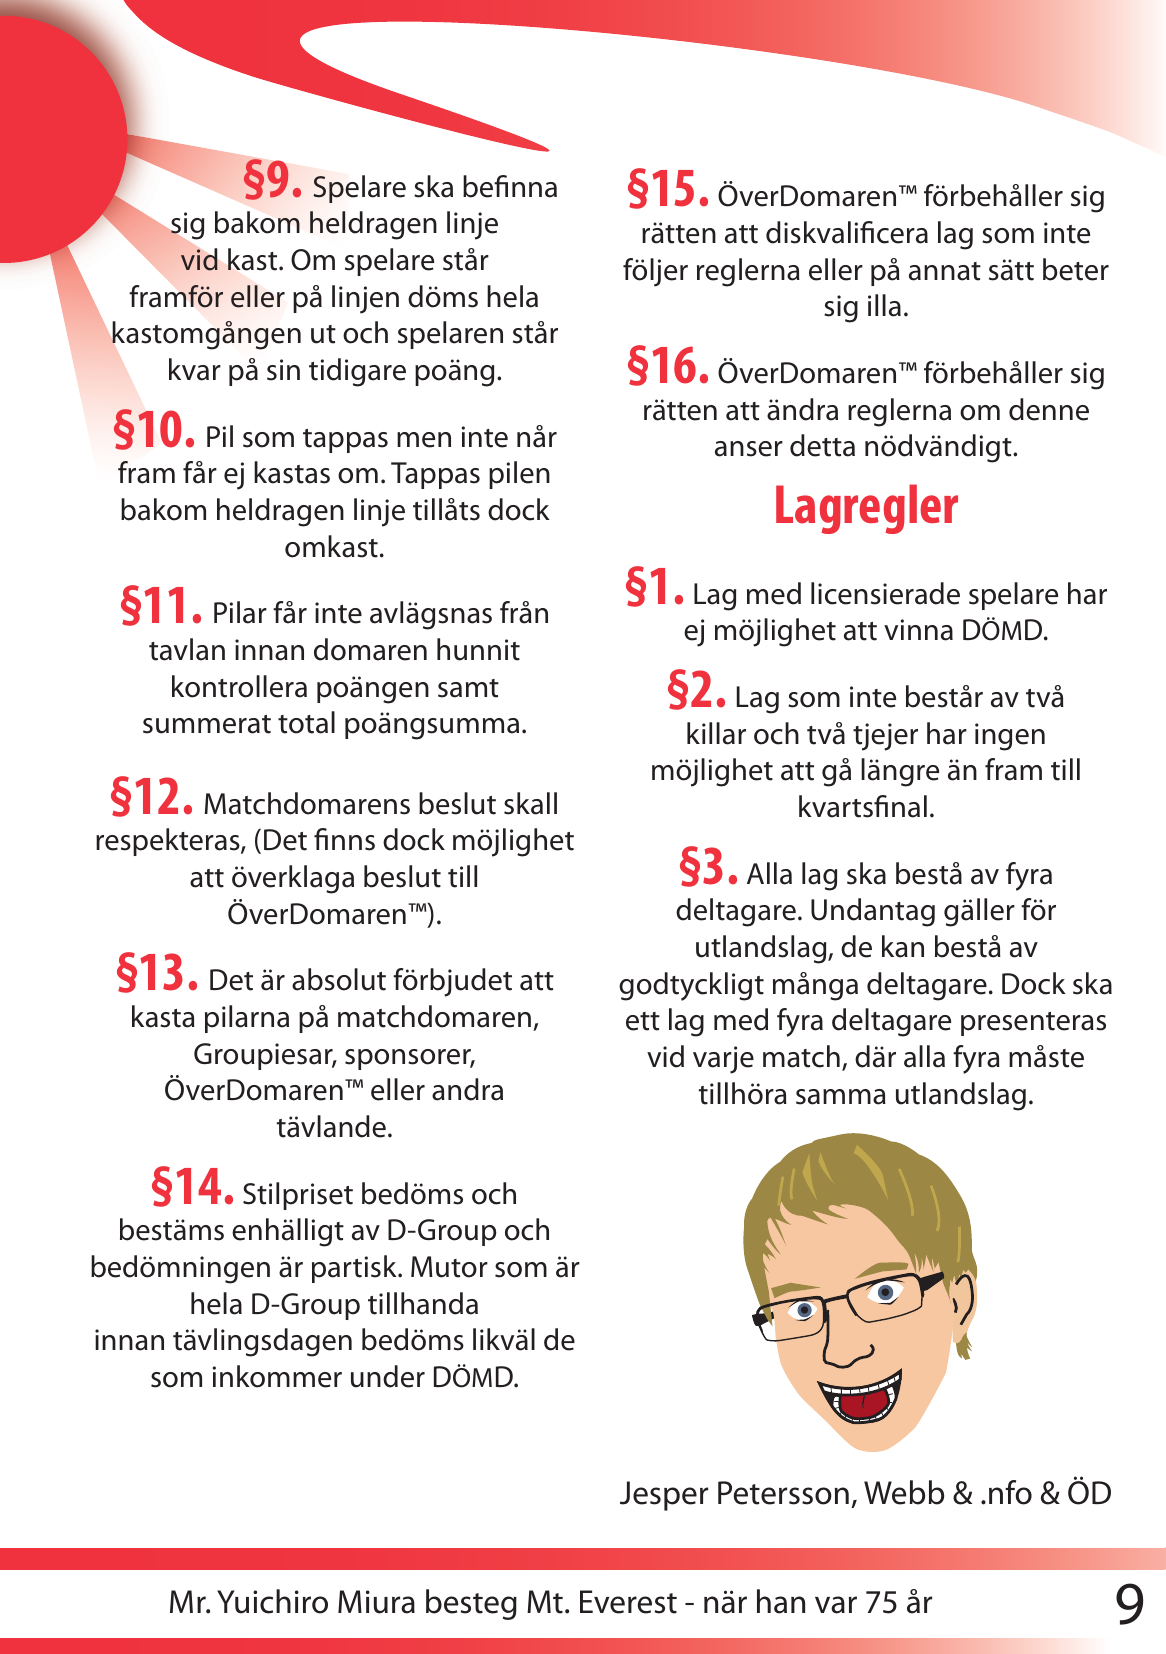 §9. Spelare ska befinna
sig bakom heldragen linje
vid kast. Om spelare står
framför eller på linjen döms hela
kastomgången ut och spelaren står
kvar på sin tidigare poäng.
§10. Pil som tappas men inte når
fram får ej kastas om. Tappas pilen
bakom heldragen linje tillåts dock
omkast.
§11. Pilar får inte avlägsnas från
tavlan innan domaren hunnit
kontrollera poängen samt
summerat total poängsumma.
§12. Matchdomarens beslut skall
respekteras, (Det finns dock möjlighet
att överklaga beslut till
ÖverDomaren™).
§13. Det är absolut förbjudet att
kasta pilarna på matchdomaren,
Groupiesar, sponsorer,
ÖverDomaren™ eller andra
tävlande.
§14. Stilpriset bedöms och
bestäms enhälligt av D-Group och
bedömningen är partisk. Mutor som är
hela D-Group tillhanda
innan tävlingsdagen bedöms likväl de
som inkommer under DÖMD.
§15. ÖverDomaren™ förbehåller sig
rätten att diskvalificera lag som inte
följer reglerna eller på annat sätt beter
sig illa.
§16. ÖverDomaren™ förbehåller sig
rätten att ändra reglerna om denne
anser detta nödvändigt.
Lagregler
§1. Lag med licensierade spelare har
ej möjlighet att vinna DÖMD.
§2. Lag som inte består av två
killar och två tjejer har ingen
möjlighet att gå längre än fram till
kvartsfinal.
§3. Alla lag ska bestå av fyra
deltagare. Undantag gäller för
utlandslag, de kan bestå av
godtyckligt många deltagare. Dock ska
ett lag med fyra deltagare presenteras
vid varje match, där alla fyra måste
tillhöra samma utlandslag.
Jesper Petersson, Webb & .nfo & ÖD
Mr. Yuichiro Miura besteg Mt. Everest - när han var 75 år
9